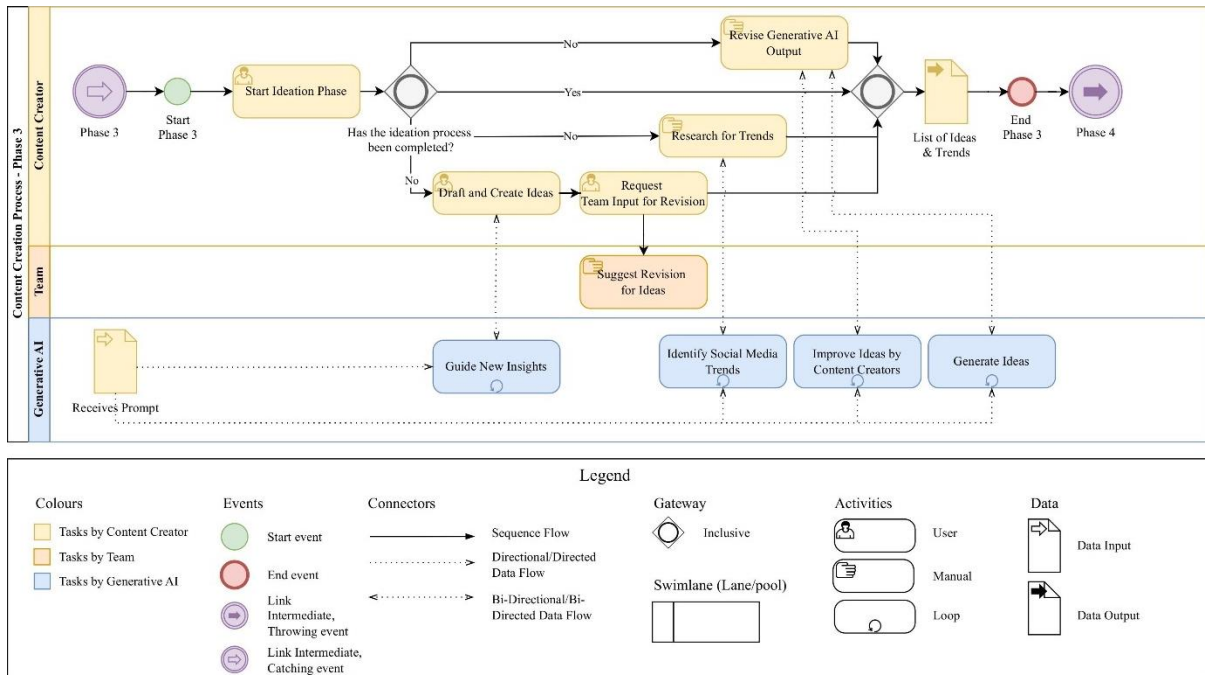 Content Creation Process - Phase 3
Content Creator
Phase 3
Start
Phase 3
Start Ideation Phase
Has the ideation process
been completed?
No
Yes
No
No
Revise Generative AI
Output
Research for Trends
Draft and Create Ideas
Request
Team Input for Revision
List of Ideas
& Trends
End
Phase 3
Phase 4
Team
Suggest Revision
for Ideas
Generative AI
Receives Prompt
Guide New Insights
Identify Social Media
Trends
Improve Ideas by
Content Creators
Generate Ideas
Legend
Colours
Tasks by Content Creator
Tasks by Team
Tasks by Generative AI
Events
Start event
End event
Link
Intermediate,
Throwing event
Link Intermediate,
Catching event
Connectors
Sequence Flow
Directional/Directed
Data Flow
Bi-Directional/Bi-
Directed Data Flow
Gateway
Inclusive
Swimlane (Lane/pool)
Activities
User
Manual
Loop
Data
Data Input
Data Output